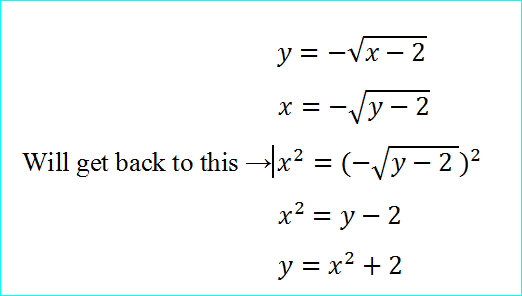 y = −√(x − 2)
x = −√(y − 2)
Will get back to this →|x² = (−√(y − 2))²
x² = y − 2
y = x² + 2